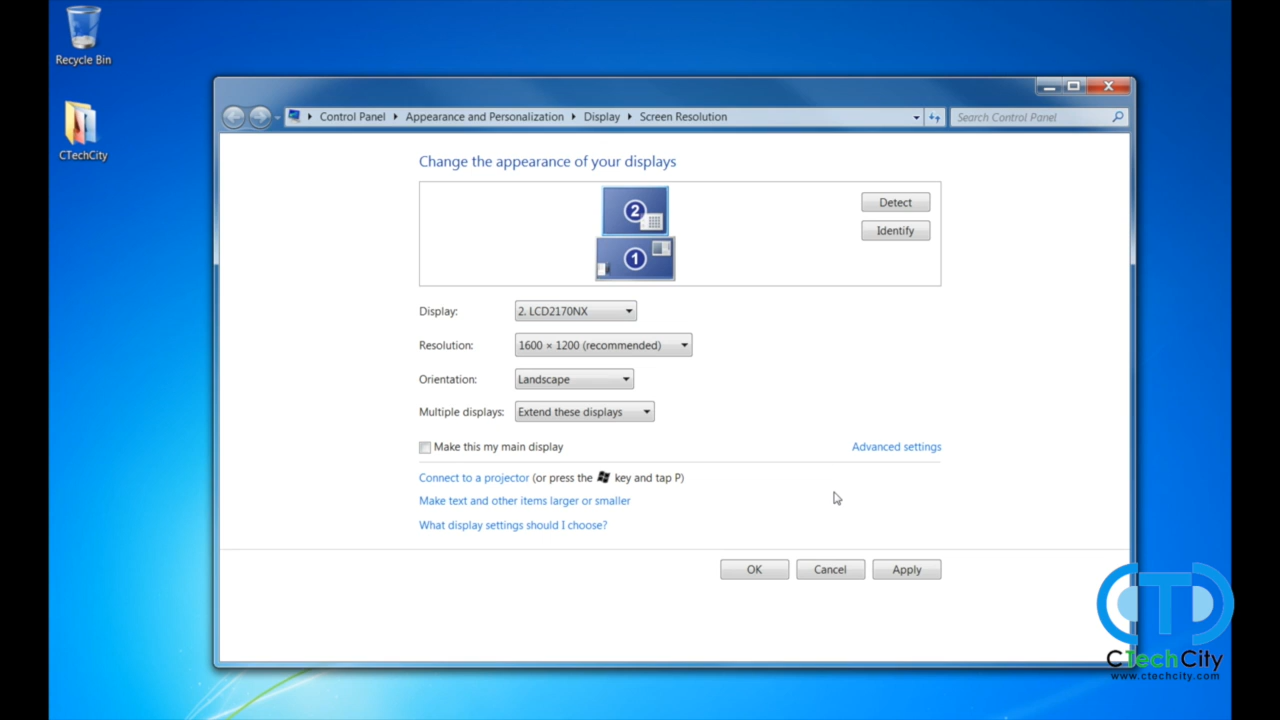 Recycle Bin
CTechCity
Control Panel Appearance and Personalization Display Screen Resolution
Search Control Panel
Change the appearance of your displays
2
1
Detect
Identify
Display: 2. LCD2170NX
Resolution: 1600 × 1200 (recommended)
Orientation: Landscape
Multiple displays: Extend these displays
Make this my main display
Advanced settings
Connect to a projector (or press the key and tap P)
Make text and other items larger or smaller
What display settings should I choose?
OK Cancel Apply
CTechCity
www.ctechcity.com